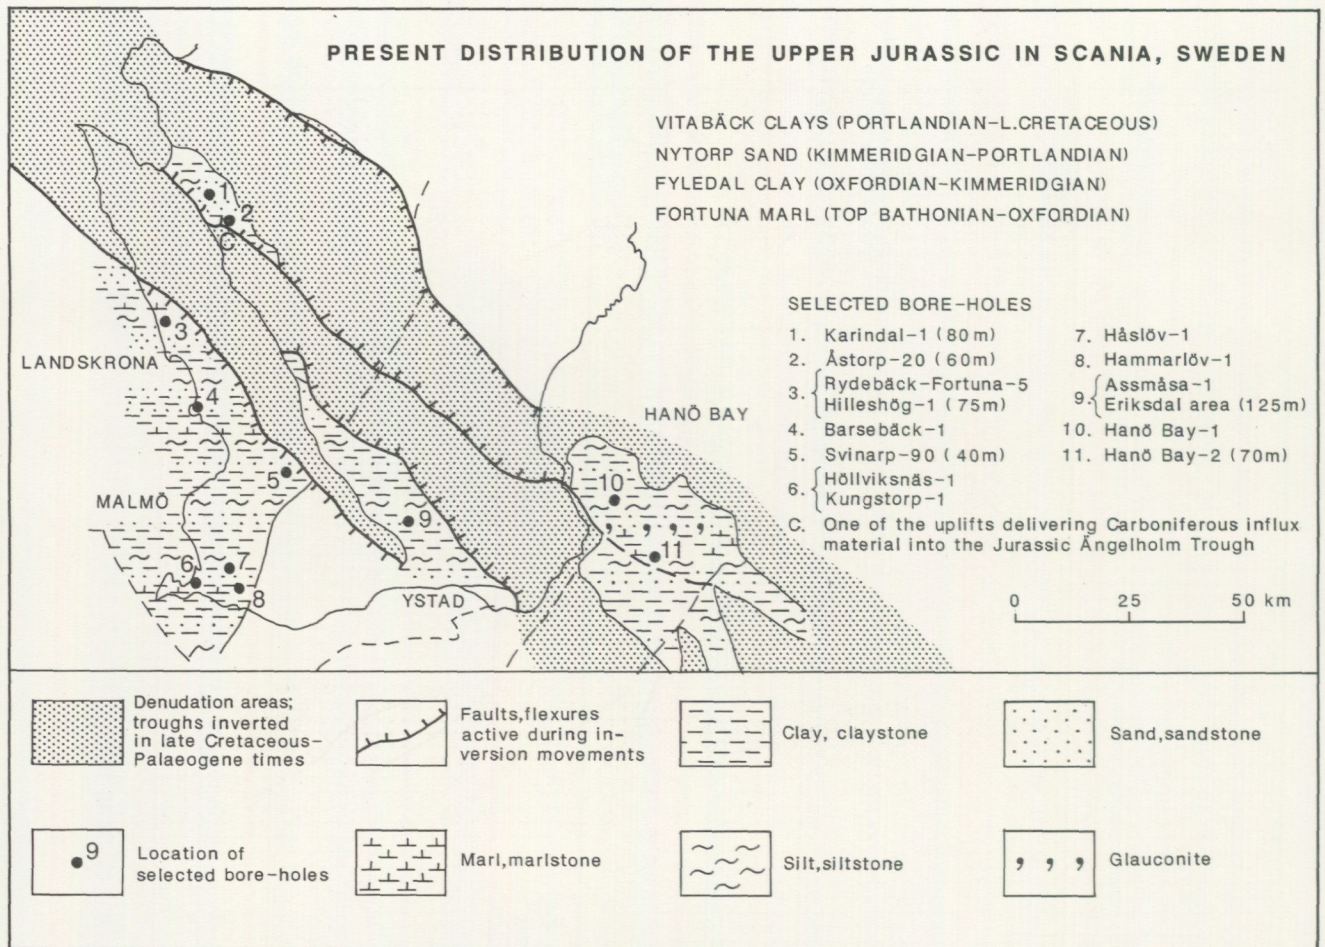 PRESENT DISTRIBUTION OF THE UPPER JURASSIC IN SCANIA, SWEDEN
VITABÄCK CLAYS (PORTLANDIAN-L.CRETACEOUS)
NYTORP SAND (KIMMERIDGIAN-PORTLANDIAN)
FYLEDAL CLAY (OXFORDIAN-KIMMERIDGIAN)
FORTUNA MARL (TOP BATHONIAN-OXFORDIAN)
1
2
C
3
LANDSKRONA
4
HANÖ BAY
5
MALMÖ
9
10
11
6
7
8
YSTAD
SELECTED BORE-HOLES
1. Karindal-1 (80m)
2. Åstorp-20 (60m)
3. Rydebäck-Fortuna-5
Hilleshög-1 (75m)
4. Barsebäck-1
5. Svinarp-90 (40m)
6. Höllviksnäs-1
Kungstorp-1
7. Håslöv-1
8. Hammarlöv-1
9. Assmåsa-1
Eriksdal area (125m)
10. Hanö Bay-1
11. Hanö Bay-2 (70m)
C. One of the uplifts delivering Carboniferous influx
material into the Jurassic Ängelholm Trough
0 25 50 km
Denudation areas;
troughs inverted
in late Cretaceous-
Palaeogene times
Faults,flexures
active during in-
version movements
Clay, claystone
Sand,sandstone
9
Location of
selected bore-holes
Marl,marlstone
Silt,siltstone
Glauconite